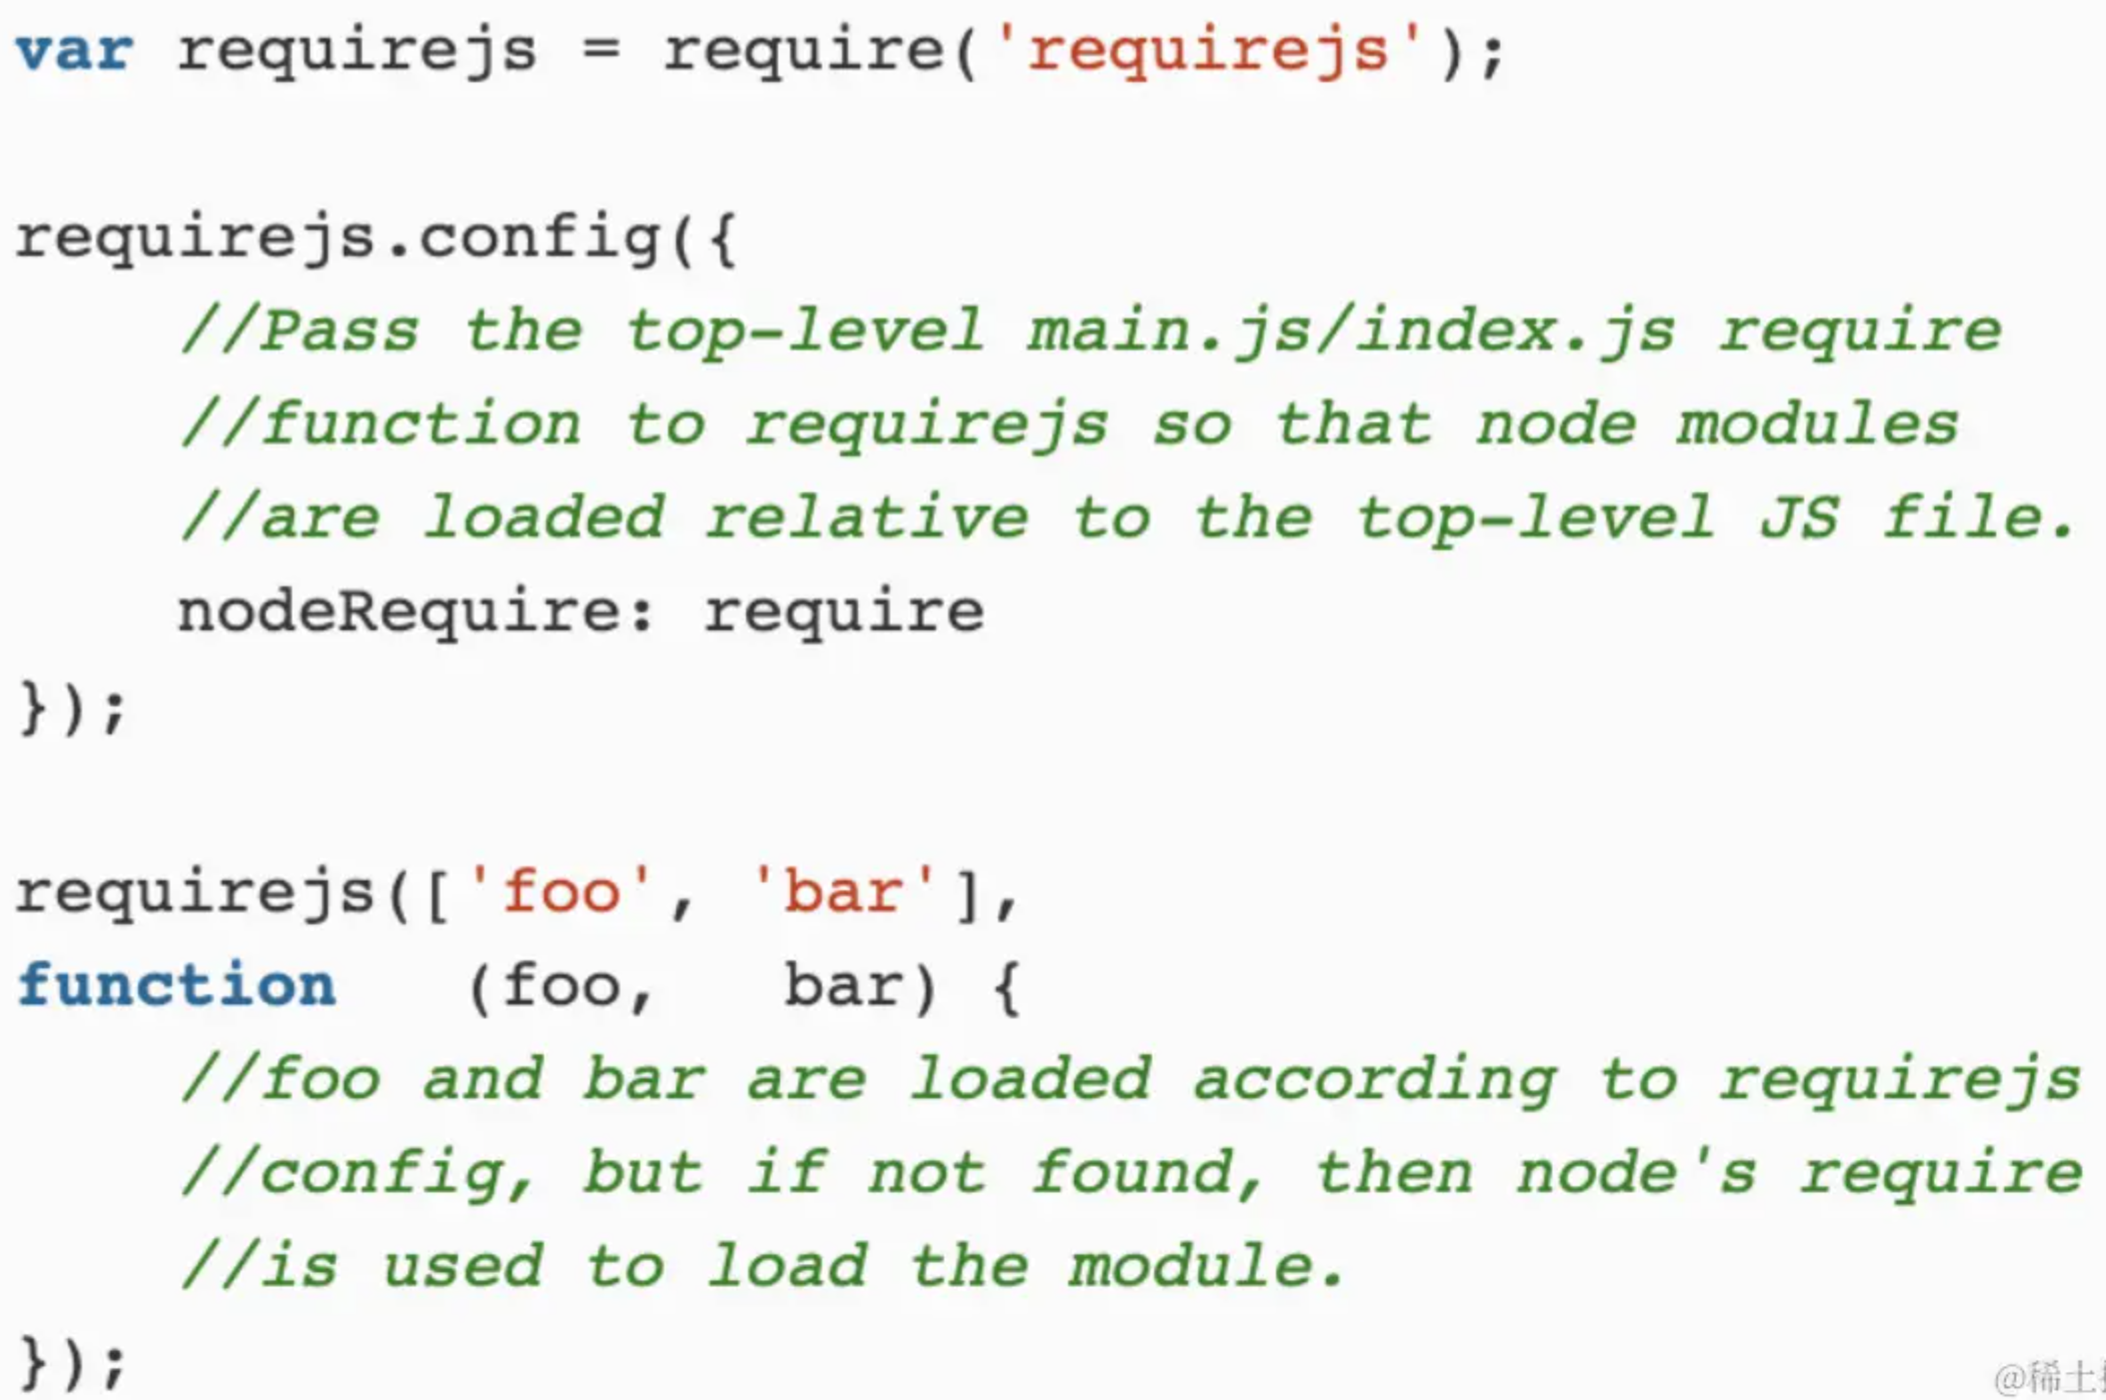 var requirejs = require('requirejs');

requirejs.config({
    //Pass the top-level main.js/index.js require
    //function to requirejs so that node modules
    //are loaded relative to the top-level JS file.
    nodeRequire: require
});

requirejs(['foo', 'bar'],
function   (foo,   bar) {
    //foo and bar are loaded according to requirejs
    //config, but if not found, then node's require
    //is used to load the module.
});
@稀土